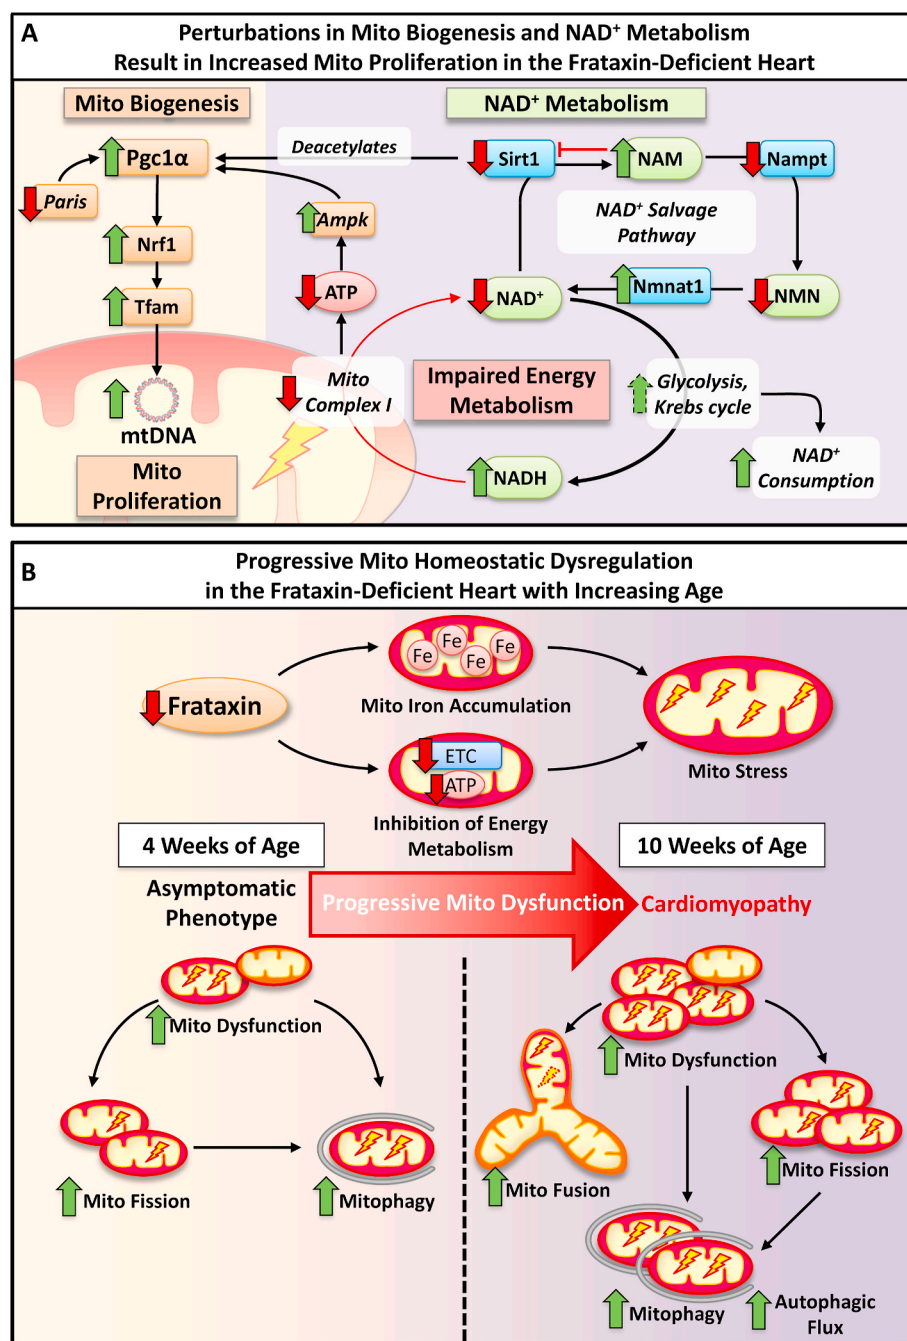 A
Perturbations in Mito Biogenesis and NAD⁺ Metabolism
Result in Increased Mito Proliferation in the Frataxin-Deficient Heart
Mito Biogenesis
NAD⁺ Metabolism
Deacetylates
Pgc1α
Sirt1
NAM
Nampt
Paris
Ampk
NAD⁺ Salvage
Pathway
Nrf1
ATP
NAD⁺
Nmnat1
NMN
Tfam
Mito
Complex I
Impaired Energy
Metabolism
Glycolysis,
Krebs cycle
mtDNA
Mito
Proliferation
NADH
NAD⁺
Consumption
B
Progressive Mito Homeostatic Dysregulation
in the Frataxin-Deficient Heart with Increasing Age
Fe
Fe
Fe
Fe
Mito Iron Accumulation
Frataxin
ETC
ATP
Inhibition of Energy
Metabolism
Mito Stress
4 Weeks of Age
10 Weeks of Age
Asymptomatic
Phenotype
Progressive Mito Dysfunction
Cardiomyopathy
Mito Dysfunction
Mito Dysfunction
Mito Fission
Mitophagy
Mito Fusion
Mito Fission
Mitophagy
Autophagic
Flux